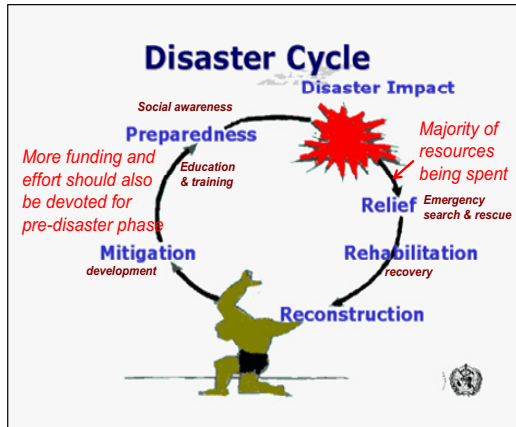 Disaster Cycle
Disaster Impact
Social awareness
Preparedness
Majority of
resources
being spent
More funding and
effort should also
be devoted for
pre-disaster phase
Education
& training
Relief
Emergency
search & rescue
Mitigation
development
Rehabilitation
recovery
Reconstruction